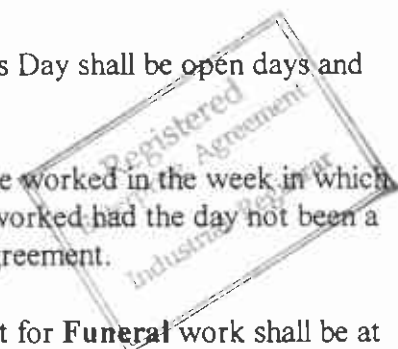 s Day shall be open days and
Registered
Enterprise Agreement
Industrial Registrar
e worked in the week in which
worked had the day not been a
greement.
t for Funeral work shall be at